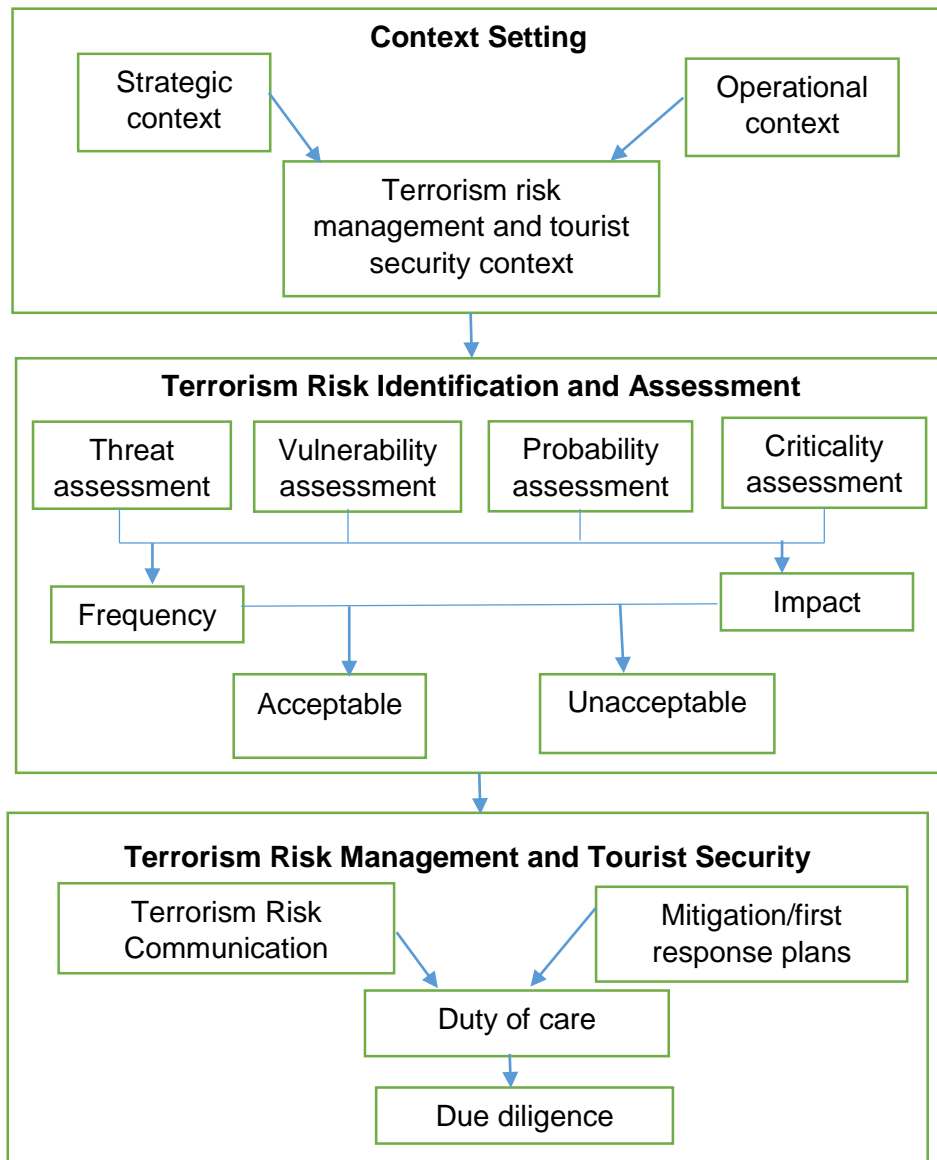 Context Setting
Strategic
context
Operational
context
Terrorism risk
management and tourist
security context
Terrorism Risk Identification and Assessment
Threat
assessment
Vulnerability
assessment
Probability
assessment
Criticality
assessment
Frequency
Impact
Acceptable
Unacceptable
Terrorism Risk Management and Tourist Security
Terrorism Risk
Communication
Mitigation/first
response plans
Duty of care
Due diligence